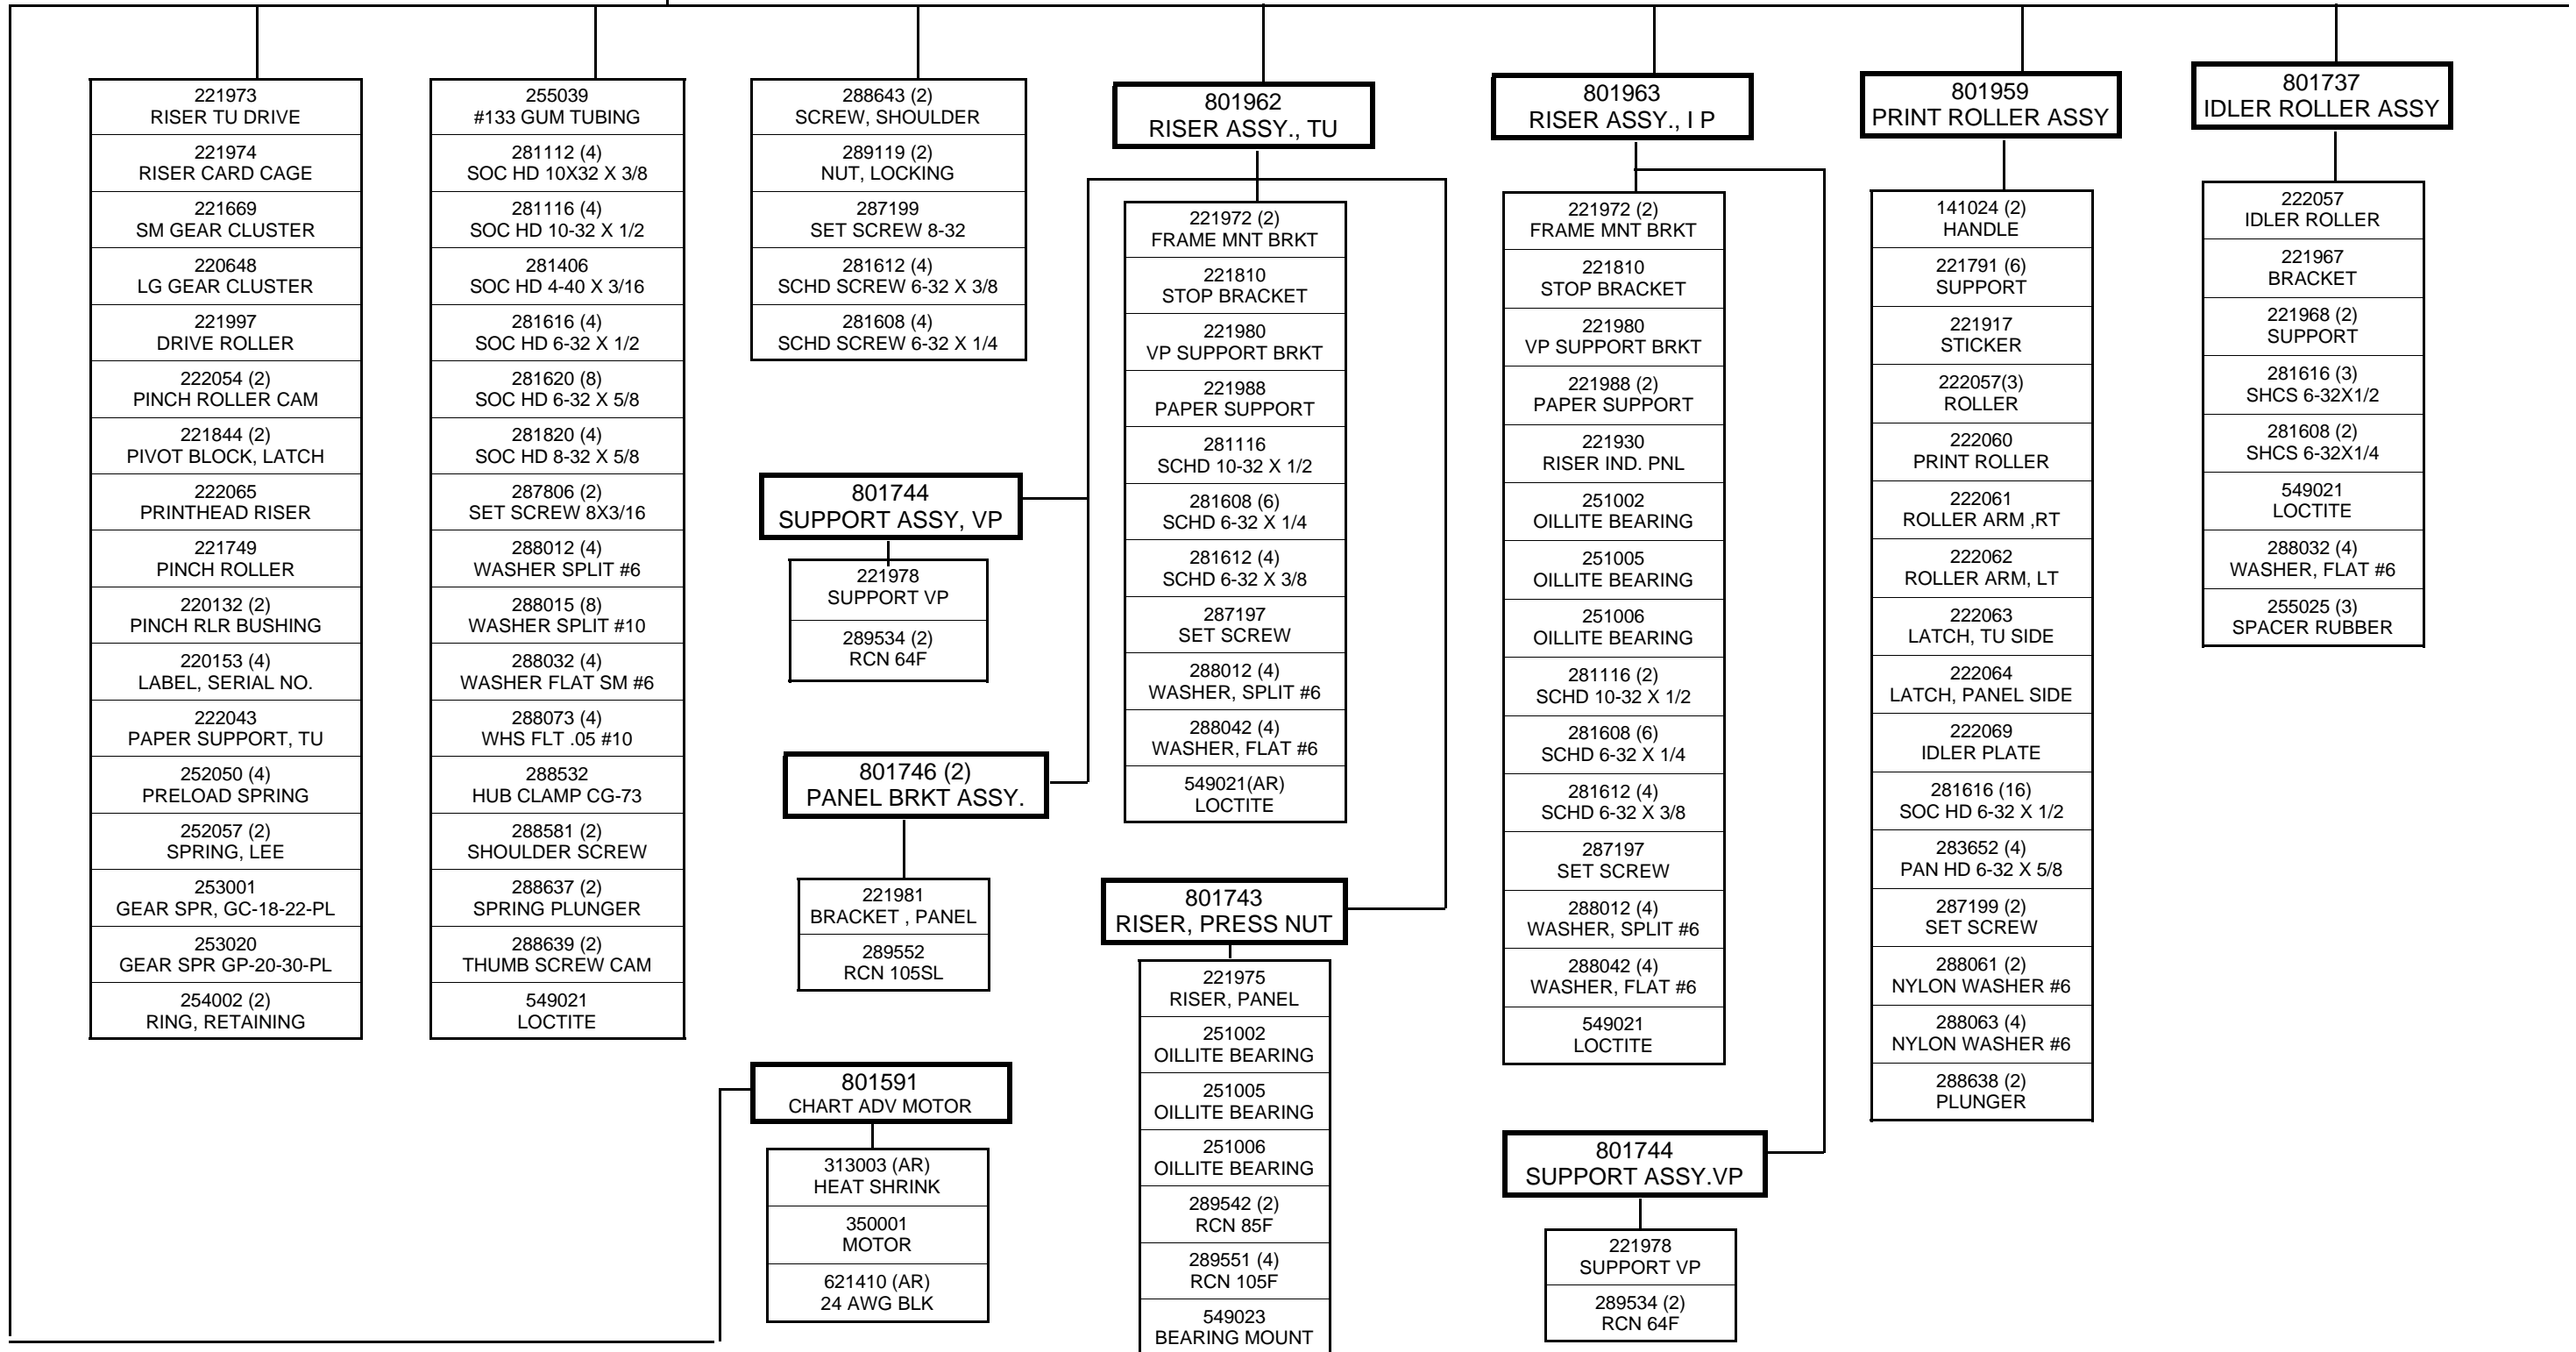 221973
RISER TU DRIVE
221974
RISER CARD CAGE
221669
SM GEAR CLUSTER
220648
LG GEAR CLUSTER
221997
DRIVE ROLLER
222054 (2)
PINCH ROLLER CAM
221844 (2)
PIVOT BLOCK, LATCH
222065
PRINTHEAD RISER
221749
PINCH ROLLER
220132 (2)
PINCH RLR BUSHING
220153 (4)
LABEL, SERIAL NO.
222043
PAPER SUPPORT, TU
252050 (4)
PRELOAD SPRING
252057 (2)
SPRING, LEE
253001
GEAR SPR, GC-18-22-PL
253020
GEAR SPR GP-20-30-PL
254002 (2)
RING, RETAINING
255039
#133 GUM TUBING
281112 (4)
SOC HD 10X32 X 3/8
281116 (4)
SOC HD 10-32 X 1/2
281406
SOC HD 4-40 X 3/16
281616 (4)
SOC HD 6-32 X 1/2
281620 (8)
SOC HD 6-32 X 5/8
281820 (4)
SOC HD 8-32 X 5/8
287806 (2)
SET SCREW 8X3/16
288012 (4)
WASHER SPLIT #6
288015 (8)
WASHER SPLIT #10
288032 (4)
WASHER FLAT SM #6
288073 (4)
WHS FLT .05 #10
288532
HUB CLAMP CG-73
288581 (2)
SHOULDER SCREW
288637 (2)
SPRING PLUNGER
288639 (2)
THUMB SCREW CAM
549021
LOCTITE
288643 (2)
SCREW, SHOULDER
289119 (2)
NUT, LOCKING
287199
SET SCREW 8-32
281612 (4)
SCHD SCREW 6-32 X 3/8
281608 (4)
SCHD SCREW 6-32 X 1/4
801744
SUPPORT ASSY, VP
221978
SUPPORT VP
289534 (2)
RCN 64F
801746 (2)
PANEL BRKT ASSY.
221981
BRACKET , PANEL
289552
RCN 105SL
801591
CHART ADV MOTOR
313003 (AR)
HEAT SHRINK
350001
MOTOR
621410 (AR)
24 AWG BLK
801962
RISER ASSY., TU
221972 (2)
FRAME MNT BRKT
221810
STOP BRACKET
221980
VP SUPPORT BRKT
221988
PAPER SUPPORT
281116
SCHD 10-32 X 1/2
281608 (6)
SCHD 6-32 X 1/4
281612 (4)
SCHD 6-32 X 3/8
287197
SET SCREW
288012 (4)
WASHER, SPLIT #6
288042 (4)
WASHER, FLAT #6
549021(AR)
LOCTITE
801743
RISER, PRESS NUT
221975
RISER, PANEL
251002
OILLITE BEARING
251005
OILLITE BEARING
251006
OILLITE BEARING
289542 (2)
RCN 85F
289551 (4)
RCN 105F
549023
BEARING MOUNT
801963
RISER ASSY., I P
221972 (2)
FRAME MNT BRKT
221810
STOP BRACKET
221980
VP SUPPORT BRKT
221988 (2)
PAPER SUPPORT
221930
RISER IND. PNL
251002
OILLITE BEARING
251005
OILLITE BEARING
251006
OILLITE BEARING
281116 (2)
SCHD 10-32 X 1/2
281608 (6)
SCHD 6-32 X 1/4
281612 (4)
SCHD 6-32 X 3/8
287197
SET SCREW
288012 (4)
WASHER, SPLIT #6
288042 (4)
WASHER, FLAT #6
549021
LOCTITE
801744
SUPPORT ASSY.VP
221978
SUPPORT VP
289534 (2)
RCN 64F
801959
PRINT ROLLER ASSY
141024 (2)
HANDLE
221791 (6)
SUPPORT
221917
STICKER
222057(3)
ROLLER
222060
PRINT ROLLER
222061
ROLLER ARM ,RT
222062
ROLLER ARM, LT
222063
LATCH, TU SIDE
222064
LATCH, PANEL SIDE
222069
IDLER PLATE
281616 (16)
SOC HD 6-32 X 1/2
283652 (4)
PAN HD 6-32 X 5/8
287199 (2)
SET SCREW
288061 (2)
NYLON WASHER #6
288063 (4)
NYLON WASHER #6
288638 (2)
PLUNGER
801737
IDLER ROLLER ASSY
222057
IDLER ROLLER
221967
BRACKET
221968 (2)
SUPPORT
281616 (3)
SHCS 6-32X1/2
281608 (2)
SHCS 6-32X1/4
549021
LOCTITE
288032 (4)
WASHER, FLAT #6
255025 (3)
SPACER RUBBER